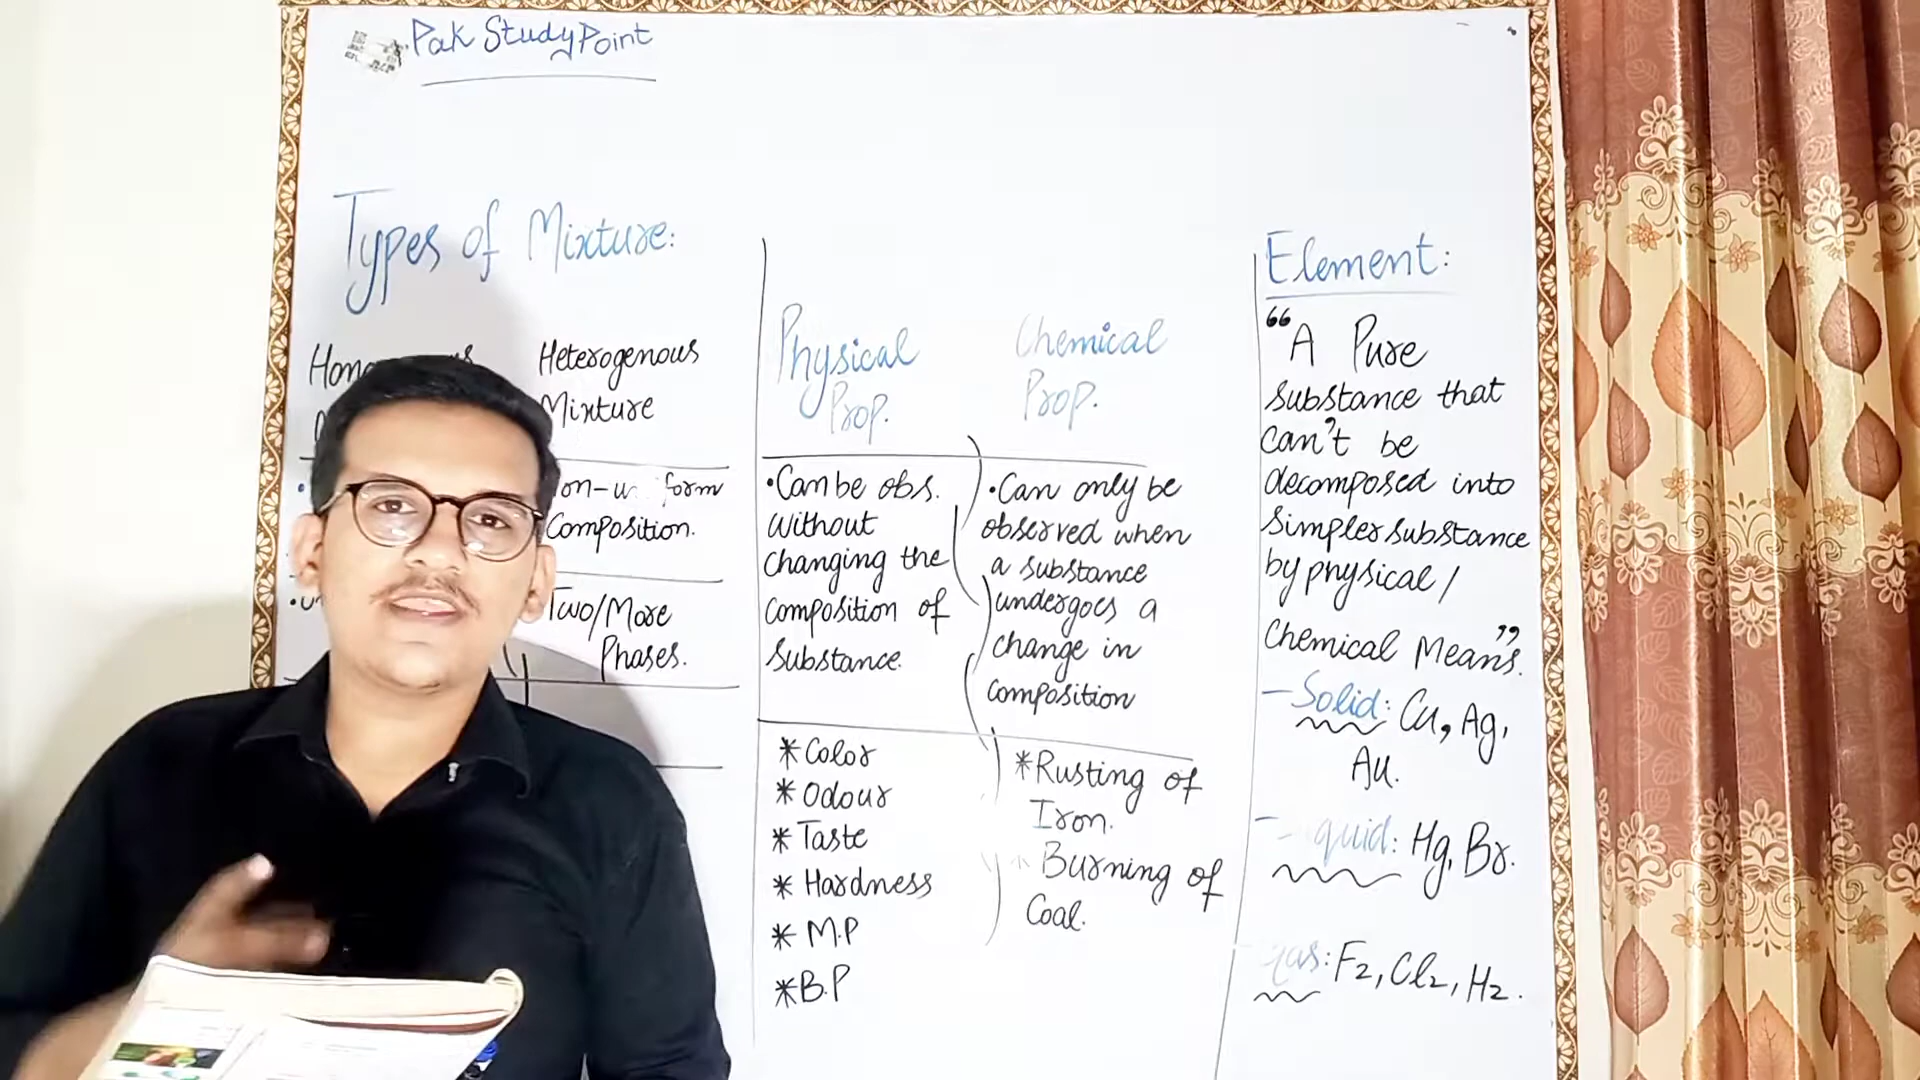 Pak Study Point
Types of Mixture:
Heterogenous
Mixture
form
Composition.
Two/More
Phases.
Physical
Prop.
Chemical
Prop.
•Can be obs.
without
changing the
composition of
substance.
•Can only be
observed when
a substance
undergoes a
change in
composition
*Color
*Odour
*Taste
*Hardness
*M.P
*B.P
*Rusting of
Iron.
* Burning of
Coal.
Element:
“A Pure
substance that
can't be
decomposed into
simpler substance
by physical/
Chemical Means”.
-Solid: Cu, Ag,
Au.
Hg, Br.
F2, Cl2, H2.